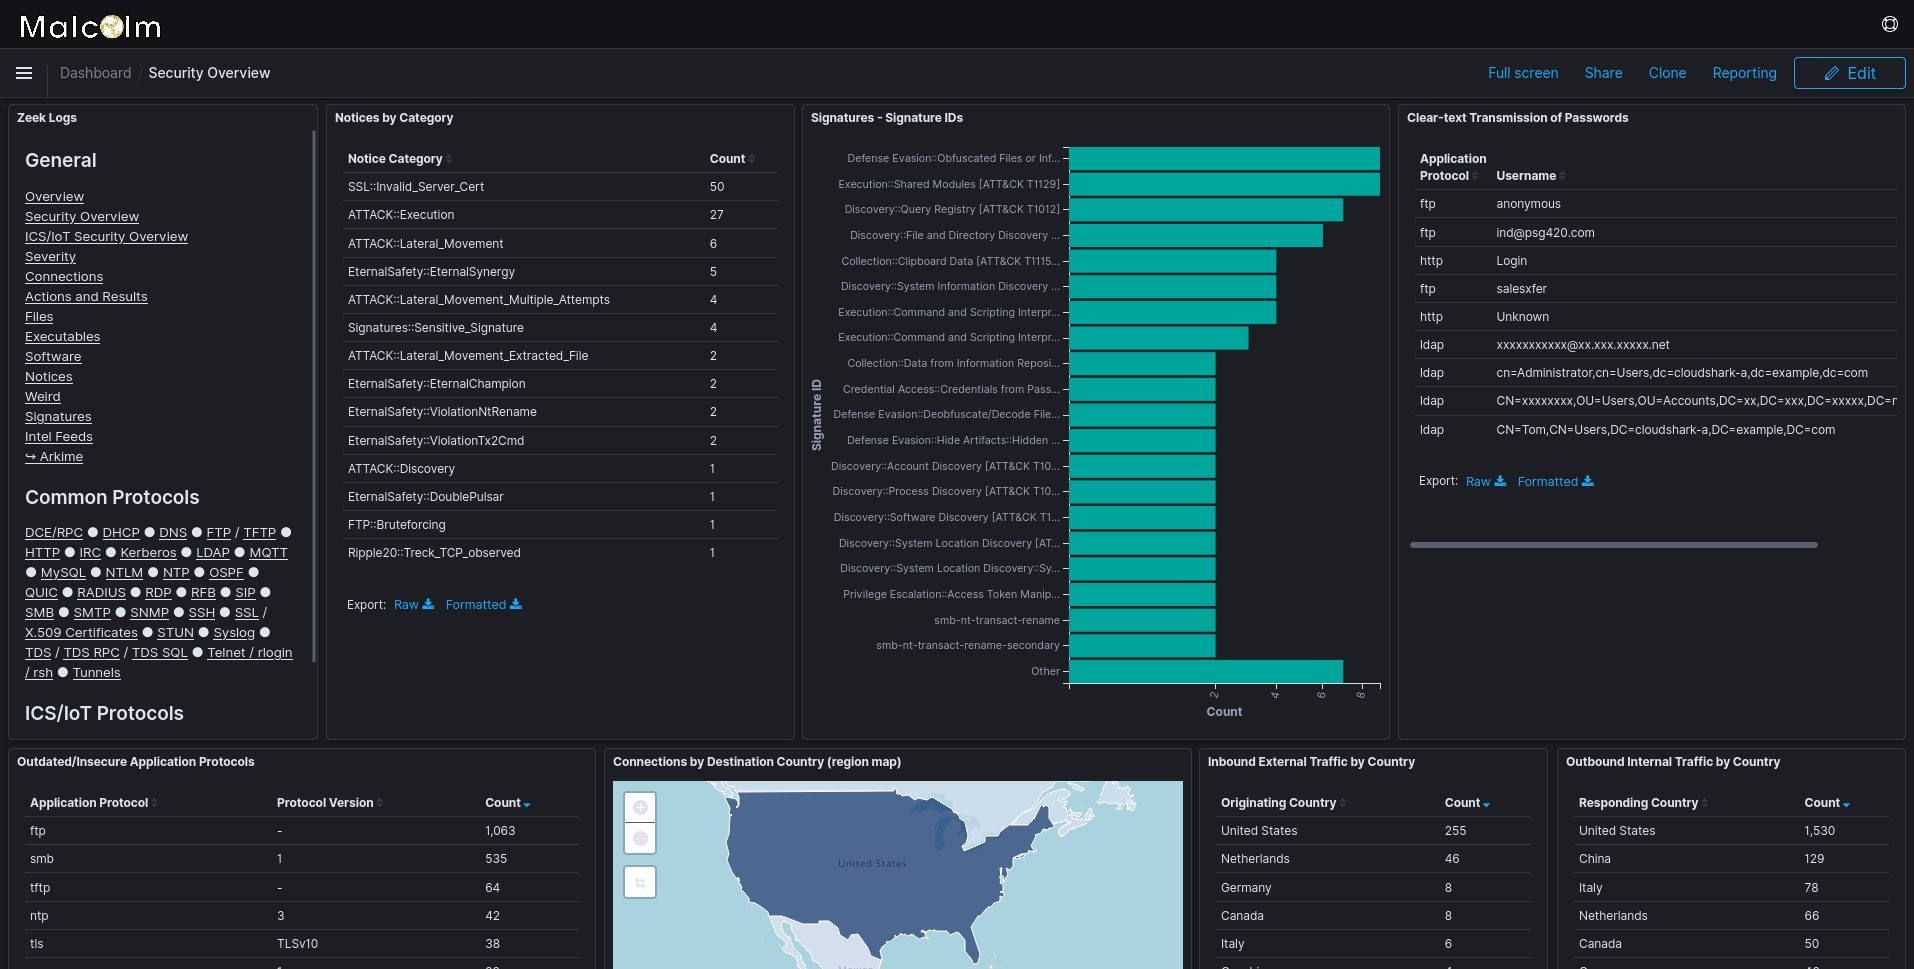 Malcolm
Dashboard / Security Overview
Full screen Share Clone Reporting Edit
Zeek Logs
General
Overview
Security Overview
ICS/IoT Security Overview
Severity
Connections
Actions and Results
Files
Executables
Software
Notices
Weird
Signatures
Intel Feeds
↪ Arkime
Common Protocols
DCE/RPC ● DHCP ● DNS ● FTP / TFTP ●
HTTP ● IRC ● Kerberos ● LDAP ● MQTT
● MySQL ● NTLM ● NTP ● OSPF ●
QUIC ● RADIUS ● RDP ● RFB ● SIP ●
SMB ● SMTP ● SNMP ● SSH ● SSL /
X.509 Certificates ● STUN ● Syslog ●
TDS / TDS RPC / TDS SQL ● Telnet / rlogin
/ rsh ● Tunnels
ICS/IoT Protocols
Notices by Category
Notice Category Count
SSL::Invalid_Server_Cert 50
ATTACK::Execution 27
ATTACK::Lateral_Movement 6
EternalSafety::EternalSynergy 5
ATTACK::Lateral_Movement_Multiple_Attempts 4
Signatures::Sensitive_Signature 4
ATTACK::Lateral_Movement_Extracted_File 2
EternalSafety::EternalChampion 2
EternalSafety::ViolationNtRename 2
EternalSafety::ViolationTx2Cmd 2
ATTACK::Discovery 1
EternalSafety::DoublePulsar 1
FTP::Bruteforcing 1
Ripple20::Treck_TCP_observed 1
Export: Raw Formatted
Signatures - Signature IDs
Signature ID
Defense Evasion::Obfuscated Files or Inf...
Execution::Shared Modules [ATT&CK T1129]
Discovery::Query Registry [ATT&CK T1012]
Discovery::File and Directory Discovery ...
Collection::Clipboard Data [ATT&CK T1115...
Discovery::System Information Discovery ...
Execution::Command and Scripting Interpr...
Execution::Command and Scripting Interpr...
Collection::Data from Information Reposi...
Credential Access::Credentials from Pass...
Defense Evasion::Deobfuscate/Decode File...
Defense Evasion::Hide Artifacts::Hidden ...
Discovery::Account Discovery [ATT&CK T10...
Discovery::Process Discovery [ATT&CK T10...
Discovery::Software Discovery [ATT&CK T1...
Discovery::System Location Discovery [AT...
Discovery::System Location Discovery::Sy...
Privilege Escalation::Access Token Manip...
smb-nt-transact-rename
smb-nt-transact-rename-secondary
Other
2 4 6 8
Count
Clear-text Transmission of Passwords
Application
Protocol Username
ftp anonymous
ftp ind@psg420.com
http Login
ftp salesxfer
http Unknown
ldap xxxxxxxxxxx@xx.xxx.xxxxx.net
ldap cn=Administrator,cn=Users,dc=cloudshark-a,dc=example,dc=com
ldap CN=xxxxxxxx,OU=Users,OU=Accounts,DC=xx,DC=xxx,DC=xxxxx,DC=r
ldap CN=Tom,CN=Users,DC=cloudshark-a,DC=example,DC=com
Export: Raw Formatted
Outdated/Insecure Application Protocols
Application Protocol Protocol Version Count
ftp - 1,063
smb 1 535
tftp - 64
ntp 3 42
tls TLSv10 38
Connections by Destination Country (region map)
United States
Mexico
Inbound External Traffic by Country
Originating Country Count
United States 255
Netherlands 46
Germany 8
Canada 8
Italy 6
Outbound Internal Traffic by Country
Responding Country Count
United States 1,530
China 129
Italy 78
Netherlands 66
Canada 50